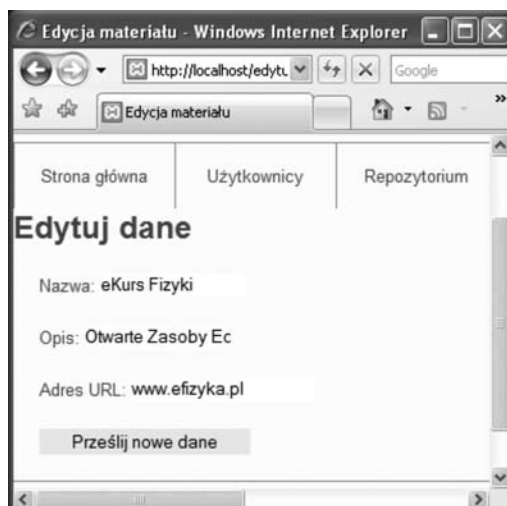 Edycja materiału - Windows Internet Explorer
http://localhost/edytu
Google
Edycja materiału
»
Strona główna
Użytkownicy
Repozytorium
Edytuj dane
Nazwa: eKurs Fizyki
Opis: Otwarte Zasoby Ec
Adres URL: www.efizyka.pl
Prześlij nowe dane